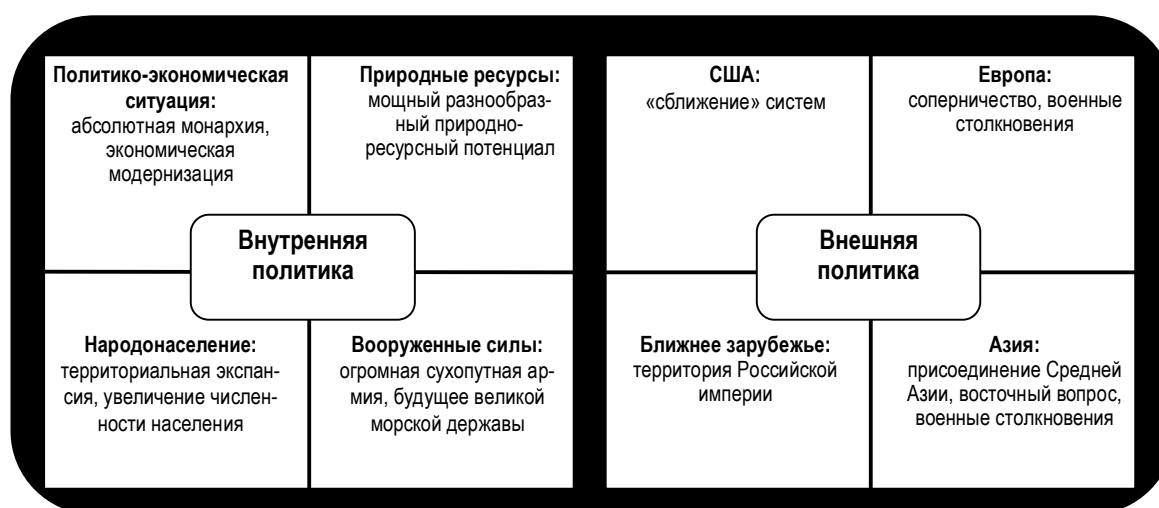 Политико-экономическая
ситуация:
абсолютная монархия,
экономическая
модернизация
Природные ресурсы:
мощный разнообраз-
ный природно-
ресурсный потенциал
Внутренняя
политика
Народонаселение:
территориальная экспан-
сия, увеличение числен-
ности населения
Вооруженные силы:
огромная сухопутная ар-
мия, будущее великой
морской державы
США:
«сближение» систем
Европа:
соперничество, военные
столкновения
Внешняя
политика
Ближнее зарубежье:
территория Российской
империи
Азия:
присоединение Средней
Азии, восточный вопрос,
военные столкновения